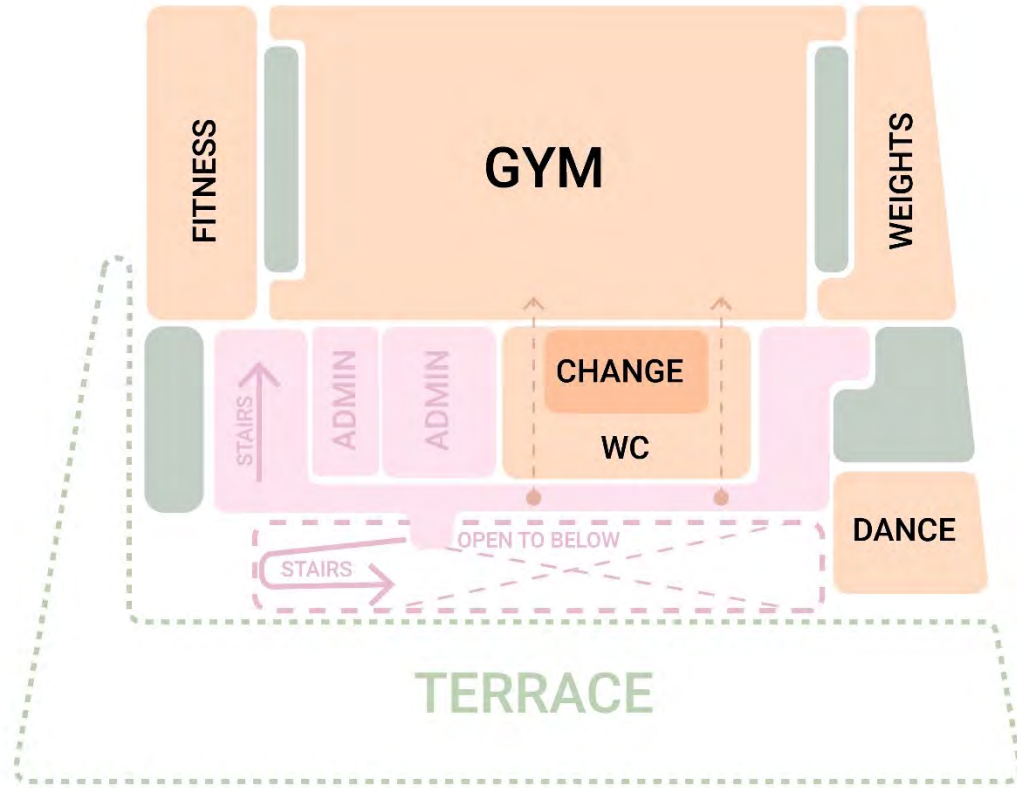 FITNESS
GYM
WEIGHTS
STAIRS
ADMIN
ADMIN
CHANGE
WC
DANCE
OPEN TO BELOW
STAIRS
TERRACE